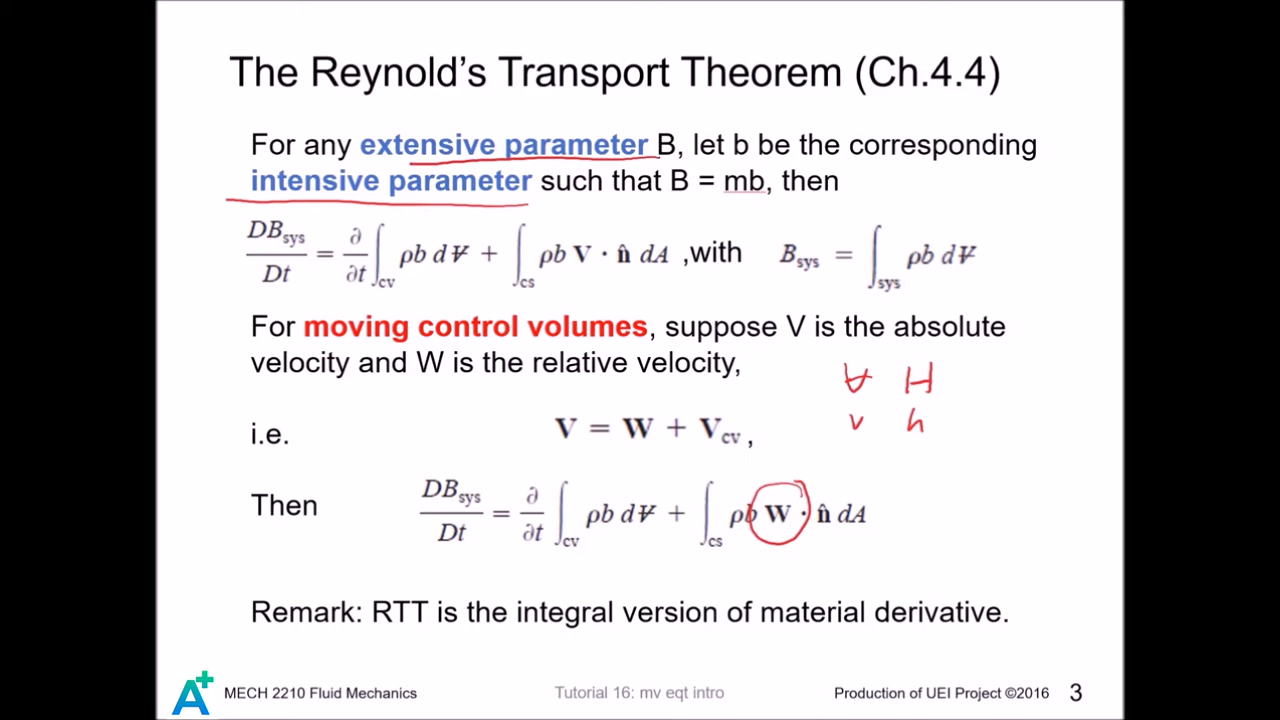 The Reynold's Transport Theorem (Ch.4.4)
For any extensive parameter B, let b be the corresponding
intensive parameter such that B = mb, then
DB_sys/Dt = ∂/∂t ∫_cv ρb dV̶ + ∫_cs ρb V · n̂ dA ,with B_sys = ∫_sys ρb dV̶
For moving control volumes, suppose V is the absolute
velocity and W is the relative velocity,
V̶ H
v h
i.e. V = W + V_cv ,
Then DB_sys/Dt = ∂/∂t ∫_cv ρb dV̶ + ∫_cs ρb W · n̂ dA
Remark: RTT is the integral version of material derivative.
A+ MECH 2210 Fluid Mechanics Tutorial 16: mv eqt intro Production of UEI Project ©2016 3